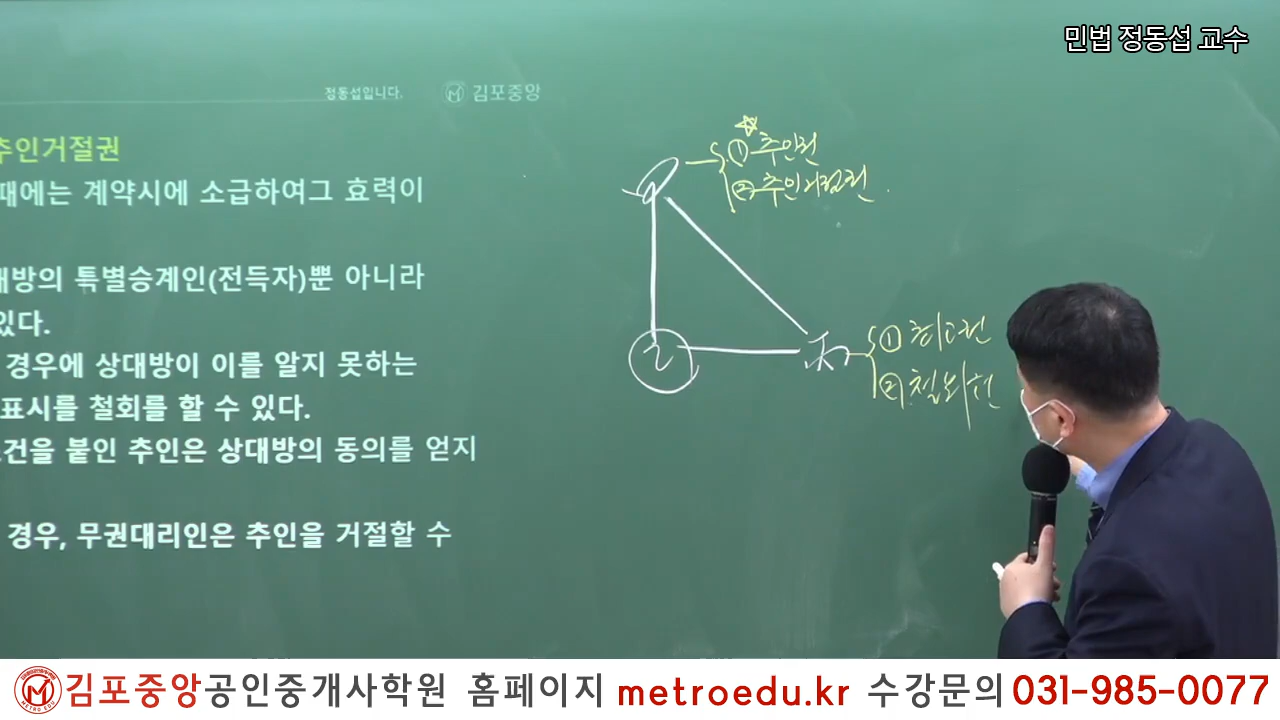 민법 정동섭 교수
정동섭입니다.
김포중앙
추인거절권
때에는 계약시에 소급하여그 효력이
대방의 특별승계인(전득자)뿐 아니라
있다.
경우에 상대방이 이를 알지 못하는
표시를 철회를 할 수 있다.
건을 붙인 추인은 상대방의 동의를 얻지
경우, 무권대리인은 추인을 거절할 수
① 추인권
② 추인거절권
乙
丙
① 최고권
② 철회권
김포중앙공인중개사학원 홈페이지 metroedu.kr 수강문의 031-985-0077
METRO EDU